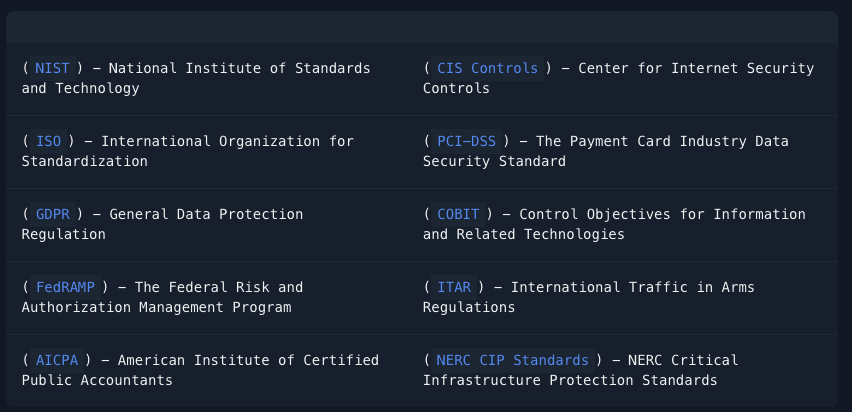 ( NIST ) – National Institute of Standards
and Technology
( CIS Controls ) – Center for Internet Security
Controls
( ISO ) – International Organization for
Standardization
( PCI-DSS ) – The Payment Card Industry Data
Security Standard
( GDPR ) – General Data Protection
Regulation
( COBIT ) – Control Objectives for Information
and Related Technologies
( FedRAMP ) – The Federal Risk and
Authorization Management Program
( ITAR ) – International Traffic in Arms
Regulations
( AICPA ) – American Institute of Certified
Public Accountants
( NERC CIP Standards ) – NERC Critical
Infrastructure Protection Standards